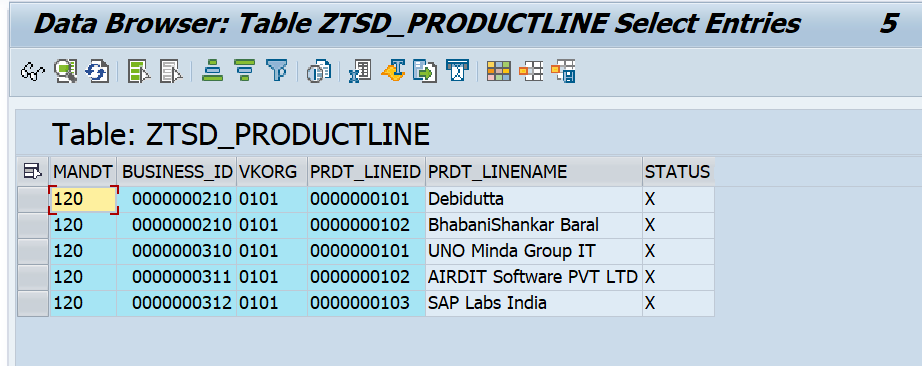 Data Browser: Table ZTSD_PRODUCTLINE Select Entries 5
Table: ZTSD_PRODUCTLINE
MANDT BUSINESS_ID VKORG PRDT_LINEID PRDT_LINENAME STATUS
120 0000000210 0101 0000000101 Debidutta X
120 0000000210 0101 0000000102 BhabaniShankar Baral X
120 0000000310 0101 0000000101 UNO Minda Group IT X
120 0000000311 0101 0000000102 AIRDIT Software PVT LTD X
120 0000000312 0101 0000000103 SAP Labs India X